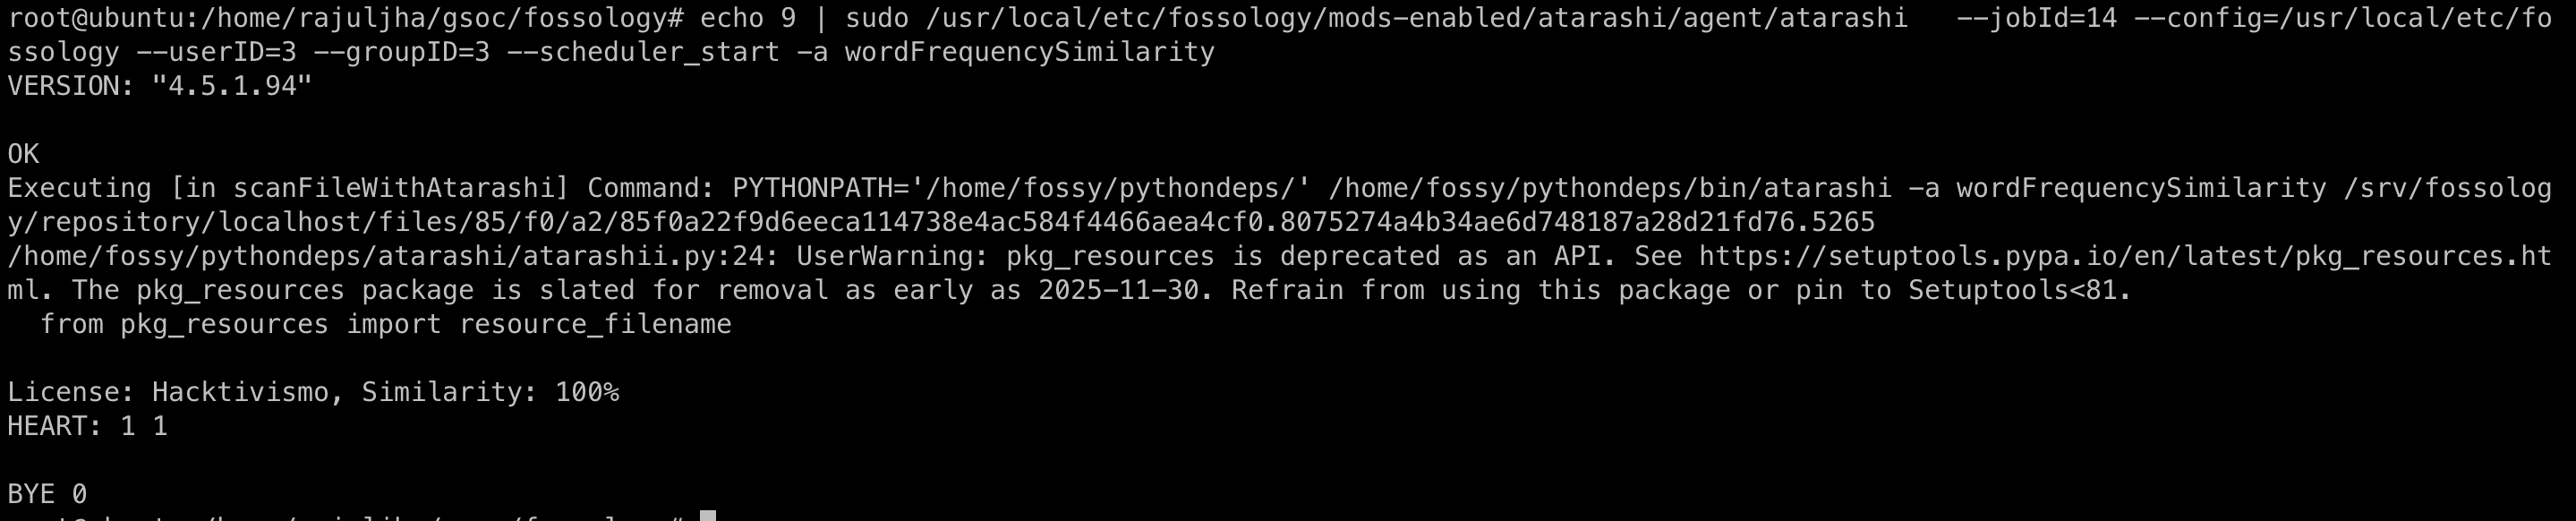 root@ubuntu:/home/rajuljha/gsoc/fossology# echo 9 | sudo /usr/local/etc/fossology/mods-enabled/atarashi/agent/atarashi   --jobId=14 --config=/usr/local/etc/fo
ssology --userID=3 --groupID=3 --scheduler_start -a wordFrequencySimilarity
VERSION: "4.5.1.94"
OK
Executing [in scanFileWithAtarashi] Command: PYTHONPATH='/home/fossy/pythondeps/' /home/fossy/pythondeps/bin/atarashi -a wordFrequencySimilarity /srv/fossolog
y/repository/localhost/files/85/f0/a2/85f0a22f9d6eeca114738e4ac584f4466aea4cf0.8075274a4b34ae6d748187a28d21fd76.5265
/home/fossy/pythondeps/atarashi/atarashii.py:24: UserWarning: pkg_resources is deprecated as an API. See https://setuptools.pypa.io/en/latest/pkg_resources.ht
ml. The pkg_resources package is slated for removal as early as 2025-11-30. Refrain from using this package or pin to Setuptools<81.
  from pkg_resources import resource_filename
License: Hacktivismo, Similarity: 100%
HEART: 1 1
BYE 0